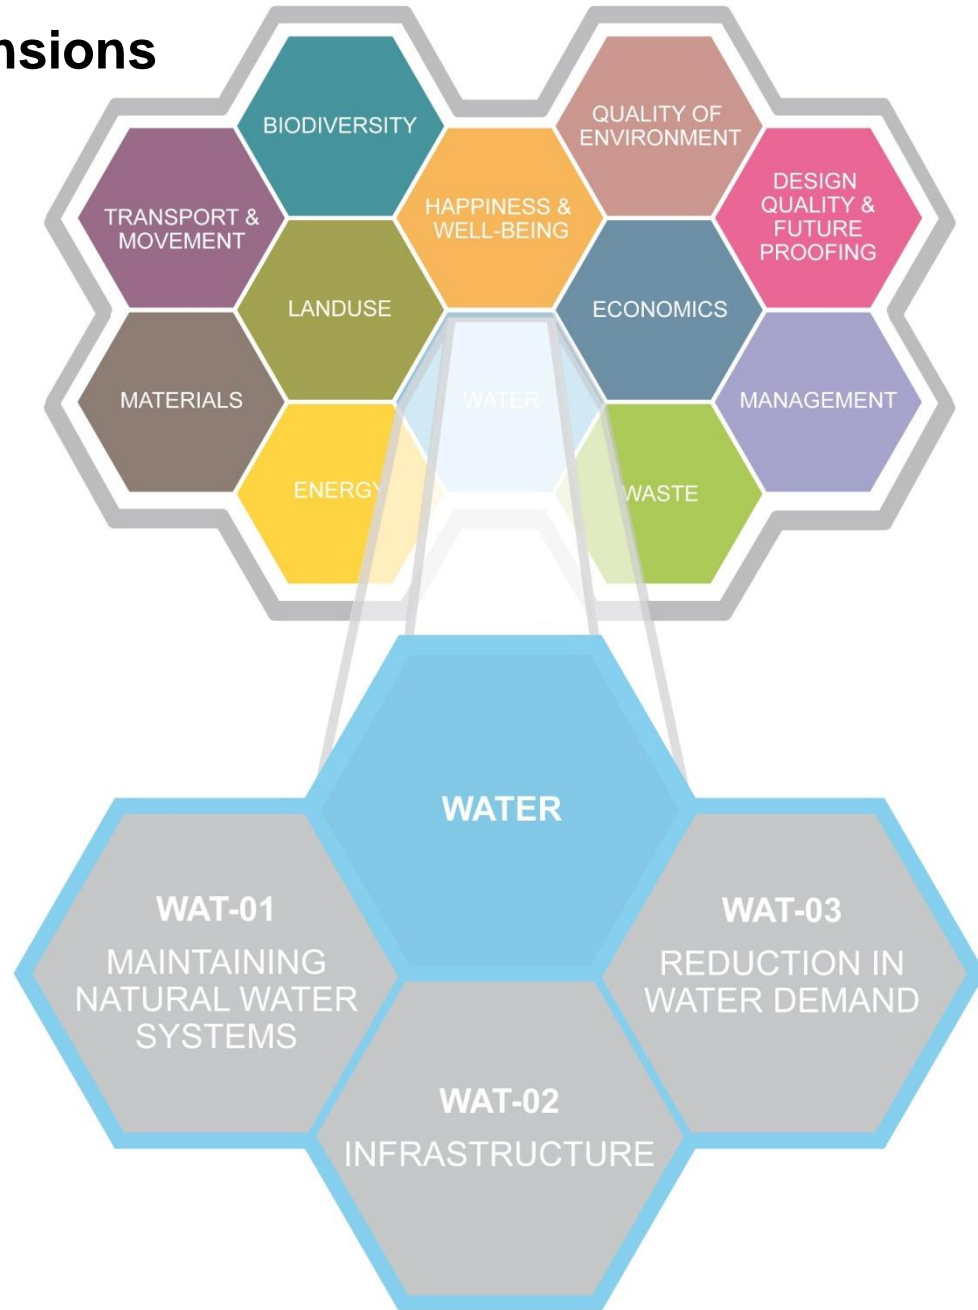 nsions
BIODIVERSITY
QUALITY OF
ENVIRONMENT
TRANSPORT &
MOVEMENT
HAPPINESS &
WELL-BEING
DESIGN
QUALITY &
FUTURE
PROOFING
LANDUSE
ECONOMICS
MATERIALS
WATER
MANAGEMENT
ENERGY
WASTE
WATER
WAT-01
MAINTAINING
NATURAL WATER
SYSTEMS
WAT-03
REDUCTION IN
WATER DEMAND
WAT-02
INFRASTRUCTURE